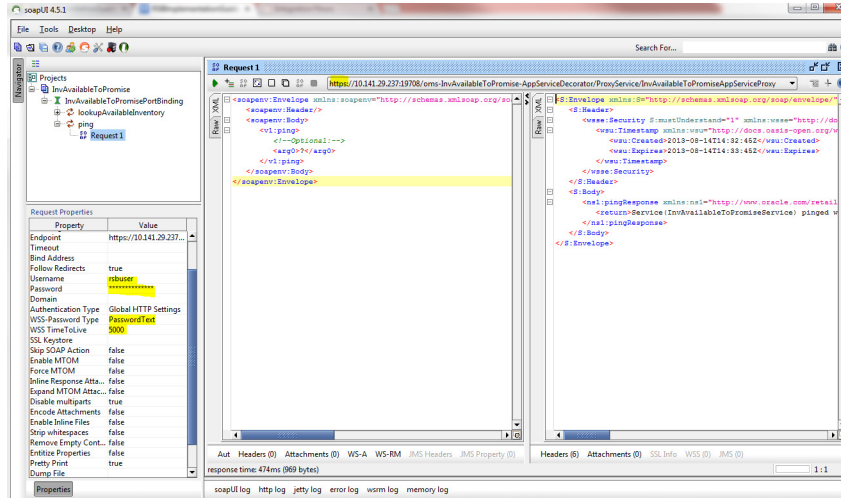 soapUI 4.5.1
File Tools Desktop Help
Search For...
Navigator
Projects
InvAvailableToPromise
InvAvailableToPromisePortBinding
lookupAvailableInventory
ping
Request 1
Request Properties
Property Value
Endpoint https://10.141.29.237...
Timeout
Bind Address
Follow Redirects true
Username rsbuser
Password **************
Domain
Authentication Type Global HTTP Settings
WSS-Password Type PasswordText
WSS TimeToLive 5000
SSL Keystore
Skip SOAP Action false
Enable MTOM false
Force MTOM false
Inline Response Atta... false
Expand MTOM Attac... false
Disable multiparts true
Encode Attachments false
Enable Inline Files false
Strip whitespaces false
Remove Empty Cont... false
Entitize Properties false
Pretty Print true
Dump File
Properties
Request 1
https://10.141.29.237:19708/oms-InvAvailableToPromise-AppServiceDecorator/ProxyService/InvAvailableToPromiseAppServiceProxy
XML
Raw
<soapenv:Envelope xmlns:soapenv="http://schemas.xmlsoap.org/so
<soapenv:Header/>
<soapenv:Body>
<v1:ping>
<!--Optional:-->
<arg0>?</arg0>
</v1:ping>
</soapenv:Body>
</soapenv:Envelope>
Aut Headers (0) Attachments (0) WS-A WS-RM JMS Headers JMS Property (0)
XML
Raw
<S:Envelope xmlns:S="http://schemas.xmlsoap.org/soap/envelope/"
<S:Header>
<wsse:Security S:mustUnderstand="1" xmlns:wsse="http://do
<wsu:Timestamp xmlns:wsu="http://docs.oasis-open.org/w
<wsu:Created>2013-08-14T14:32:45Z</wsu:Created>
<wsu:Expires>2013-08-14T14:33:45Z</wsu:Expires>
</wsu:Timestamp>
</wsse:Security>
</S:Header>
<S:Body>
<ns1:pingResponse xmlns:ns1="http://www.oracle.com/retail
<return>Service(InvAvailableToPromiseService) pinged w
</ns1:pingResponse>
</S:Body>
</S:Envelope>
Headers (6) Attachments (0) SSL Info WSS (0) JMS (0)
response time: 474ms (969 bytes)
1 : 1
soapUI log http log jetty log error log wsrm log memory log